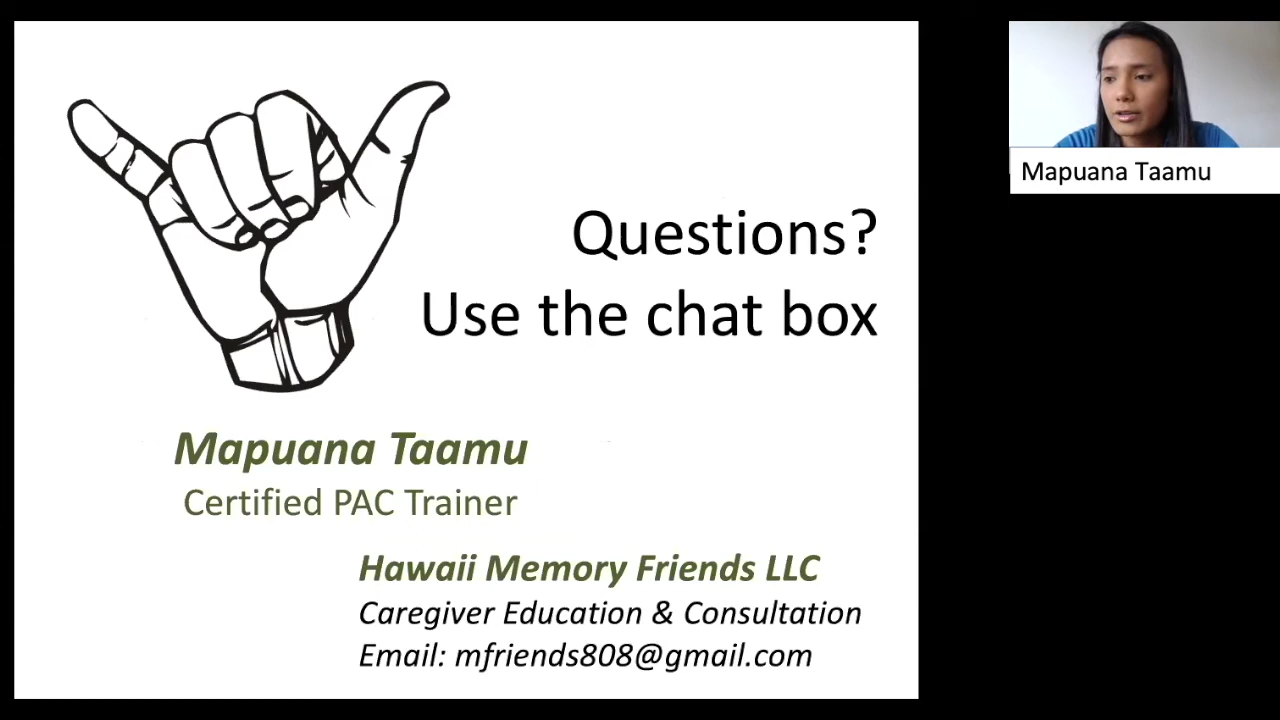 Mapuana Taamu
Questions?
Use the chat box
Mapuana Taamu
Certified PAC Trainer
Hawaii Memory Friends LLC
Caregiver Education & Consultation
Email: mfriends808@gmail.com